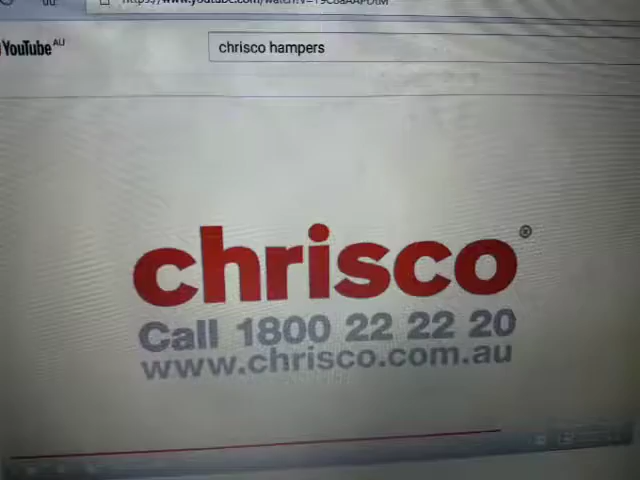 YouTube AU
chrisco hampers
chrisco®
Call 1800 22 22 20
www.chrisco.com.au